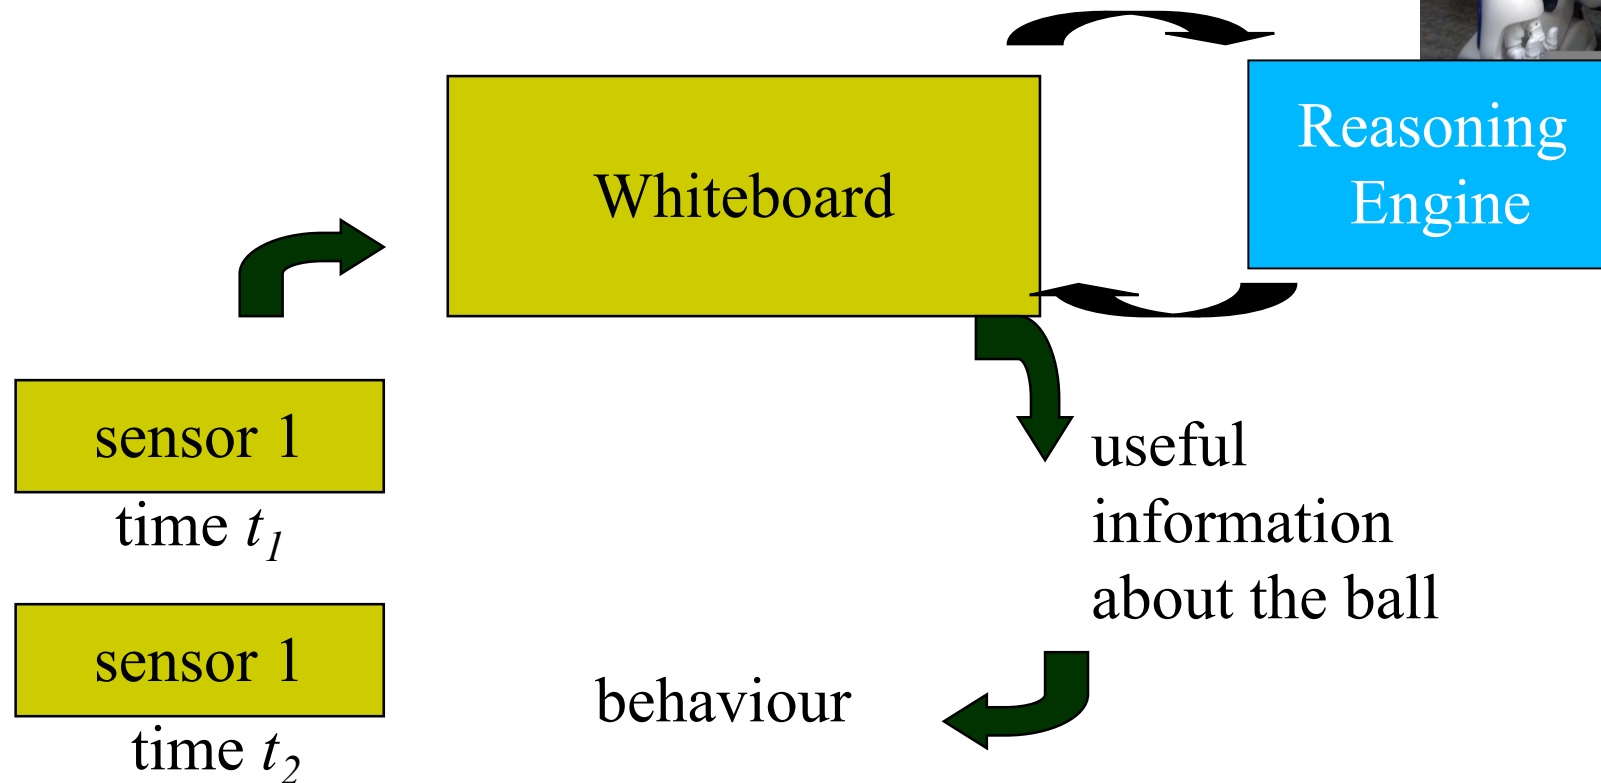 Reasoning
Engine
Whiteboard
sensor 1
time t₁
useful
information
about the ball
sensor 1
time t₂
behaviour